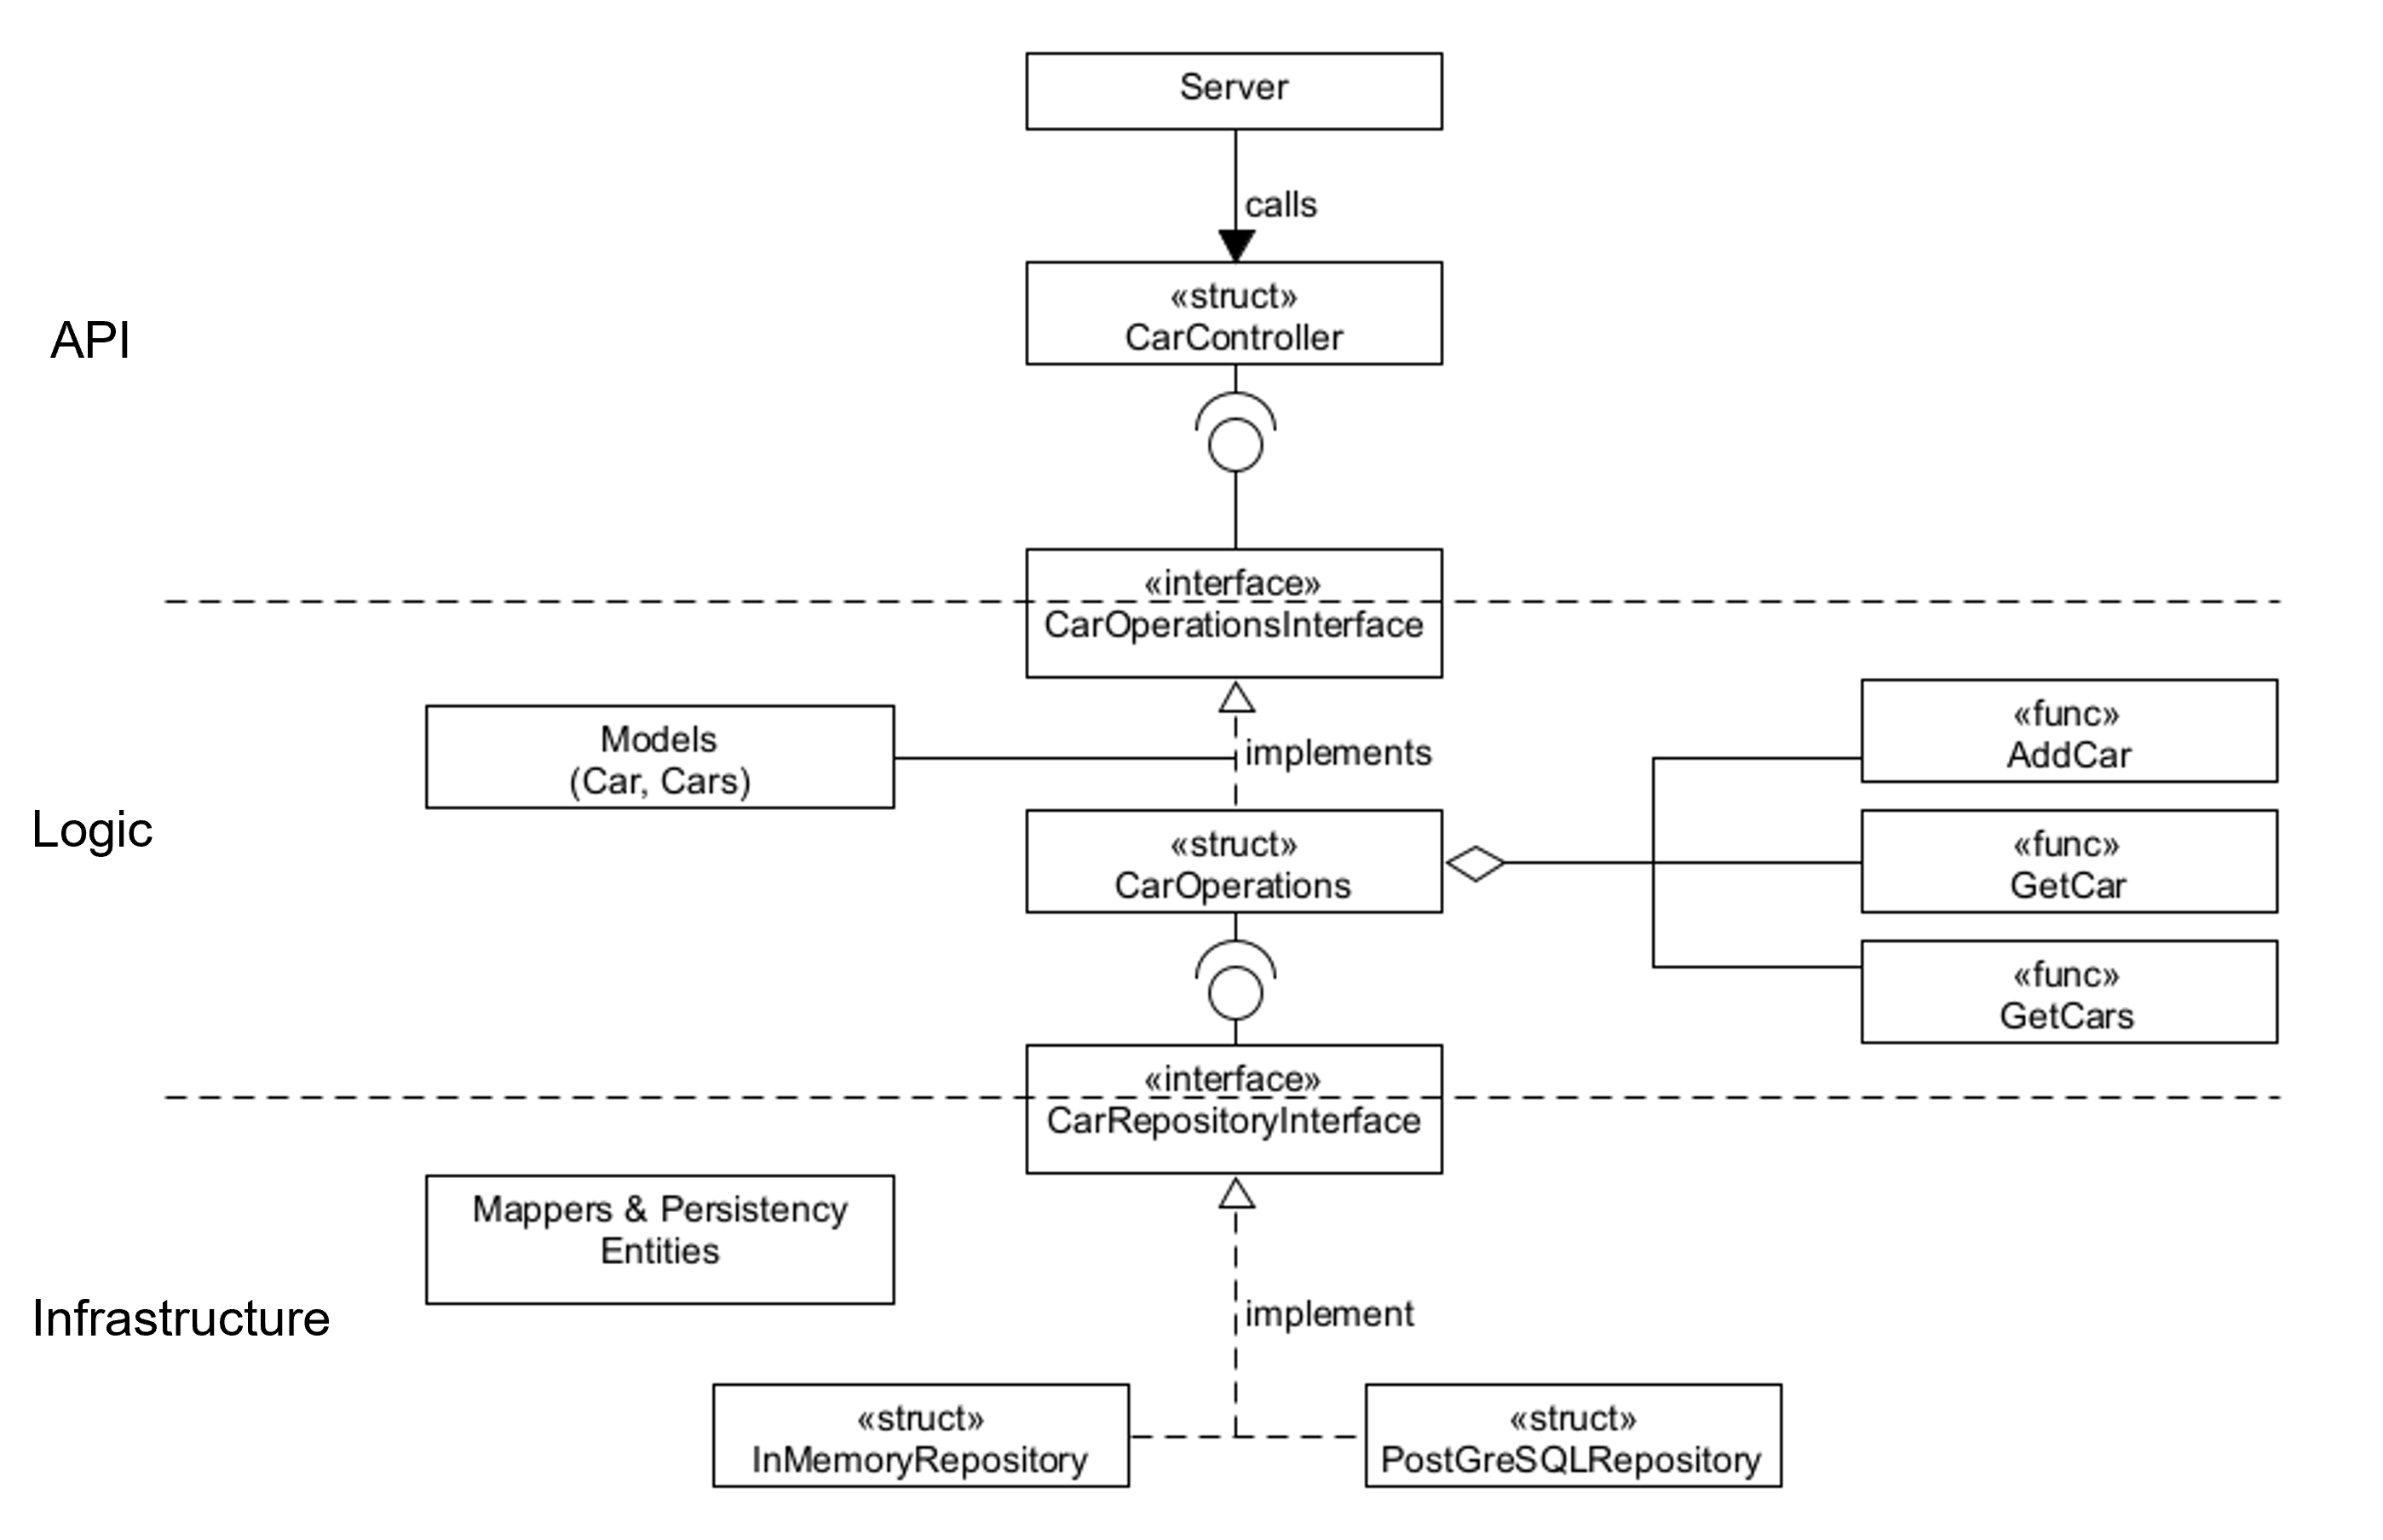 Server
calls
«struct»
CarController
API
«interface»
CarOperationsInterface
Models
(Car, Cars)
implements
«func»
AddCar
Logic
«struct»
CarOperations
«func»
GetCar
«func»
GetCars
«interface»
CarRepositoryInterface
Mappers & Persistency
Entities
Infrastructure
implement
«struct»
InMemoryRepository
«struct»
PostGreSQLRepository